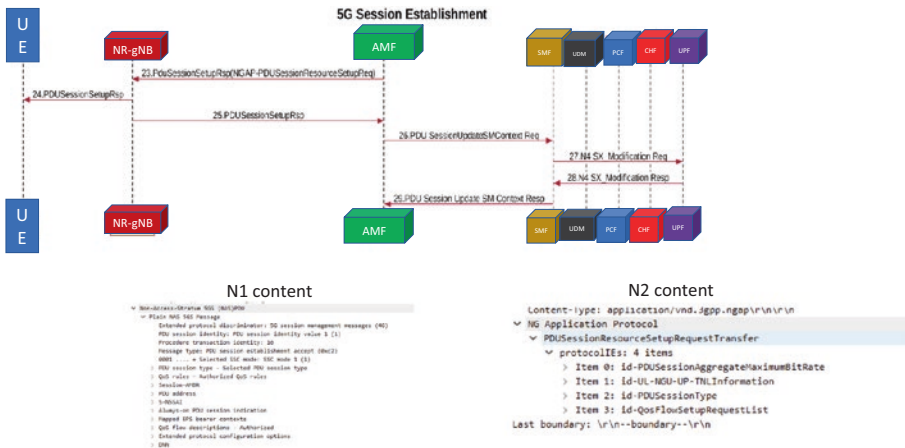 5G Session Establishment
U
E
NR-gNB
AMF
SMF
UDM
PCF
CHF
UPF
23.PduSessionSetupRsp(NGAP-PDUSessionResourceSetupReq)
24.PDUSessionSetupRsp
25.PDUSessionSetupRsp
26.PDU SessionUpdateSMContext Req
27.N4 SX_Modification Req
28.N4 SX_Modification Resp
29.PDU Session Update SM Context Resp
U
E
NR-gNB
AMF
SMF
UDM
PCF
CHF
UPF
N1 content
Non-Access-Stratum 5GS (NAS)PDU
Plain NAS 5GS Message
Extended protocol discriminator: 5G session management messages (46)
PDU session identity: PDU session identity value 1 (1)
Procedure transaction identity: 10
Message type: PDU session establishment accept (0xc2)
0001 .... = Selected SSC mode: SSC mode 1 (1)
PDU session type - Selected PDU session type
QoS rules - Authorized QoS rules
Session-AMBR
PDU address
S-NSSAI
Always-on PDU session indication
Mapped EPS bearer contexts
QoS flow descriptions - Authorized
Extended protocol configuration options
DNN
N2 content
Content-Type: application/vnd.3gpp.ngap\r\n\r\n
NG Application Protocol
PDUSessionResourceSetupRequestTransfer
protocolIEs: 4 items
Item 0: id-PDUSessionAggregateMaximumBitRate
Item 1: id-UL-NGU-UP-TNLInformation
Item 2: id-PDUSessionType
Item 3: id-QosFlowSetupRequestList
Last boundary: \r\n--boundary--\r\n